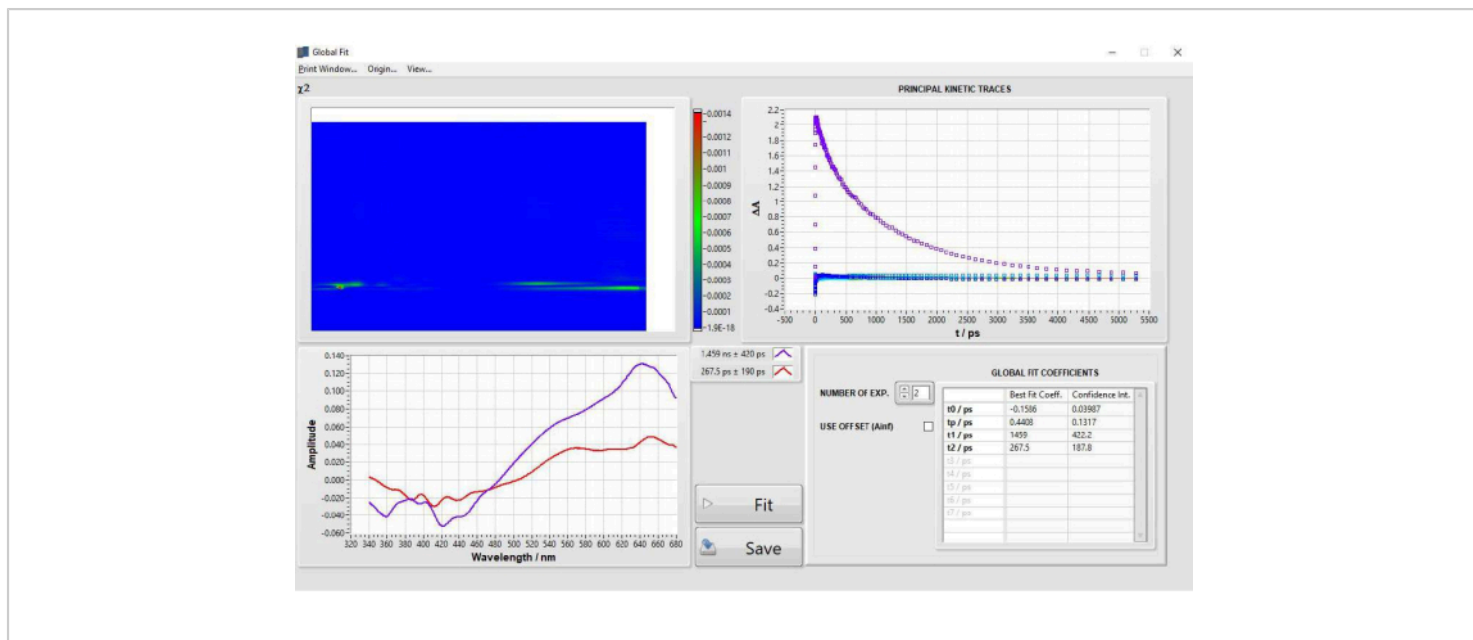 Global Fit
Print Window... Origin... View...
χ2
0.0014
0.0012
0.0011
0.001
0.0009
0.0008
0.0007
0.0006
0.0005
0.0004
0.0003
0.0002
0.0001
1.9E-18
PRINCIPAL KINETIC TRACES
2.2
2
1.8
1.6
1.4
1.2
1
0.8
0.6
0.4
0.2
0
-0.2
-0.4
ΔA
-500 0 500 1000 1500 2000 2500 3000 3500 4000 4500 5000 5500
t / ps
0.140
0.120
0.100
0.080
0.060
0.040
0.020
0.000
-0.020
-0.040
-0.060
Amplitude
320 340 360 380 400 420 440 460 480 500 520 540 560 580 600 620 640 660 680
Wavelength / nm
1.459 ns ± 420 ps
267.5 ps ± 190 ps
Fit
Save
NUMBER OF EXP. 2
USE OFFSET (Ainf)
GLOBAL FIT COEFFICIENTS
Best Fit Coeff. Confidence Int.
t0 / ps -0.1586 0.03987
tp / ps 0.4408 0.1317
t1 / ps 1459 422.2
t2 / ps 267.5 187.8
t3 / ps
t4 / ps
t5 / ps
t6 / ps
t7 / ps